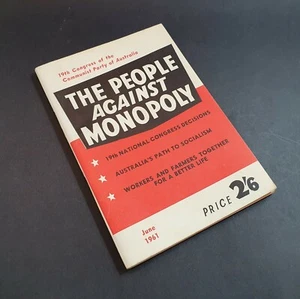 19th Congress of the
Communist Party of Australia
THE PEOPLE
AGAINST
MONOPOLY
★ 19th NATIONAL CONGRESS DECISIONS
★ AUSTRALIA'S PATH TO SOCIALISM
★ WORKERS AND FARMERS TOGETHER
FOR A BETTER LIFE
June
1961
PRICE 2/6